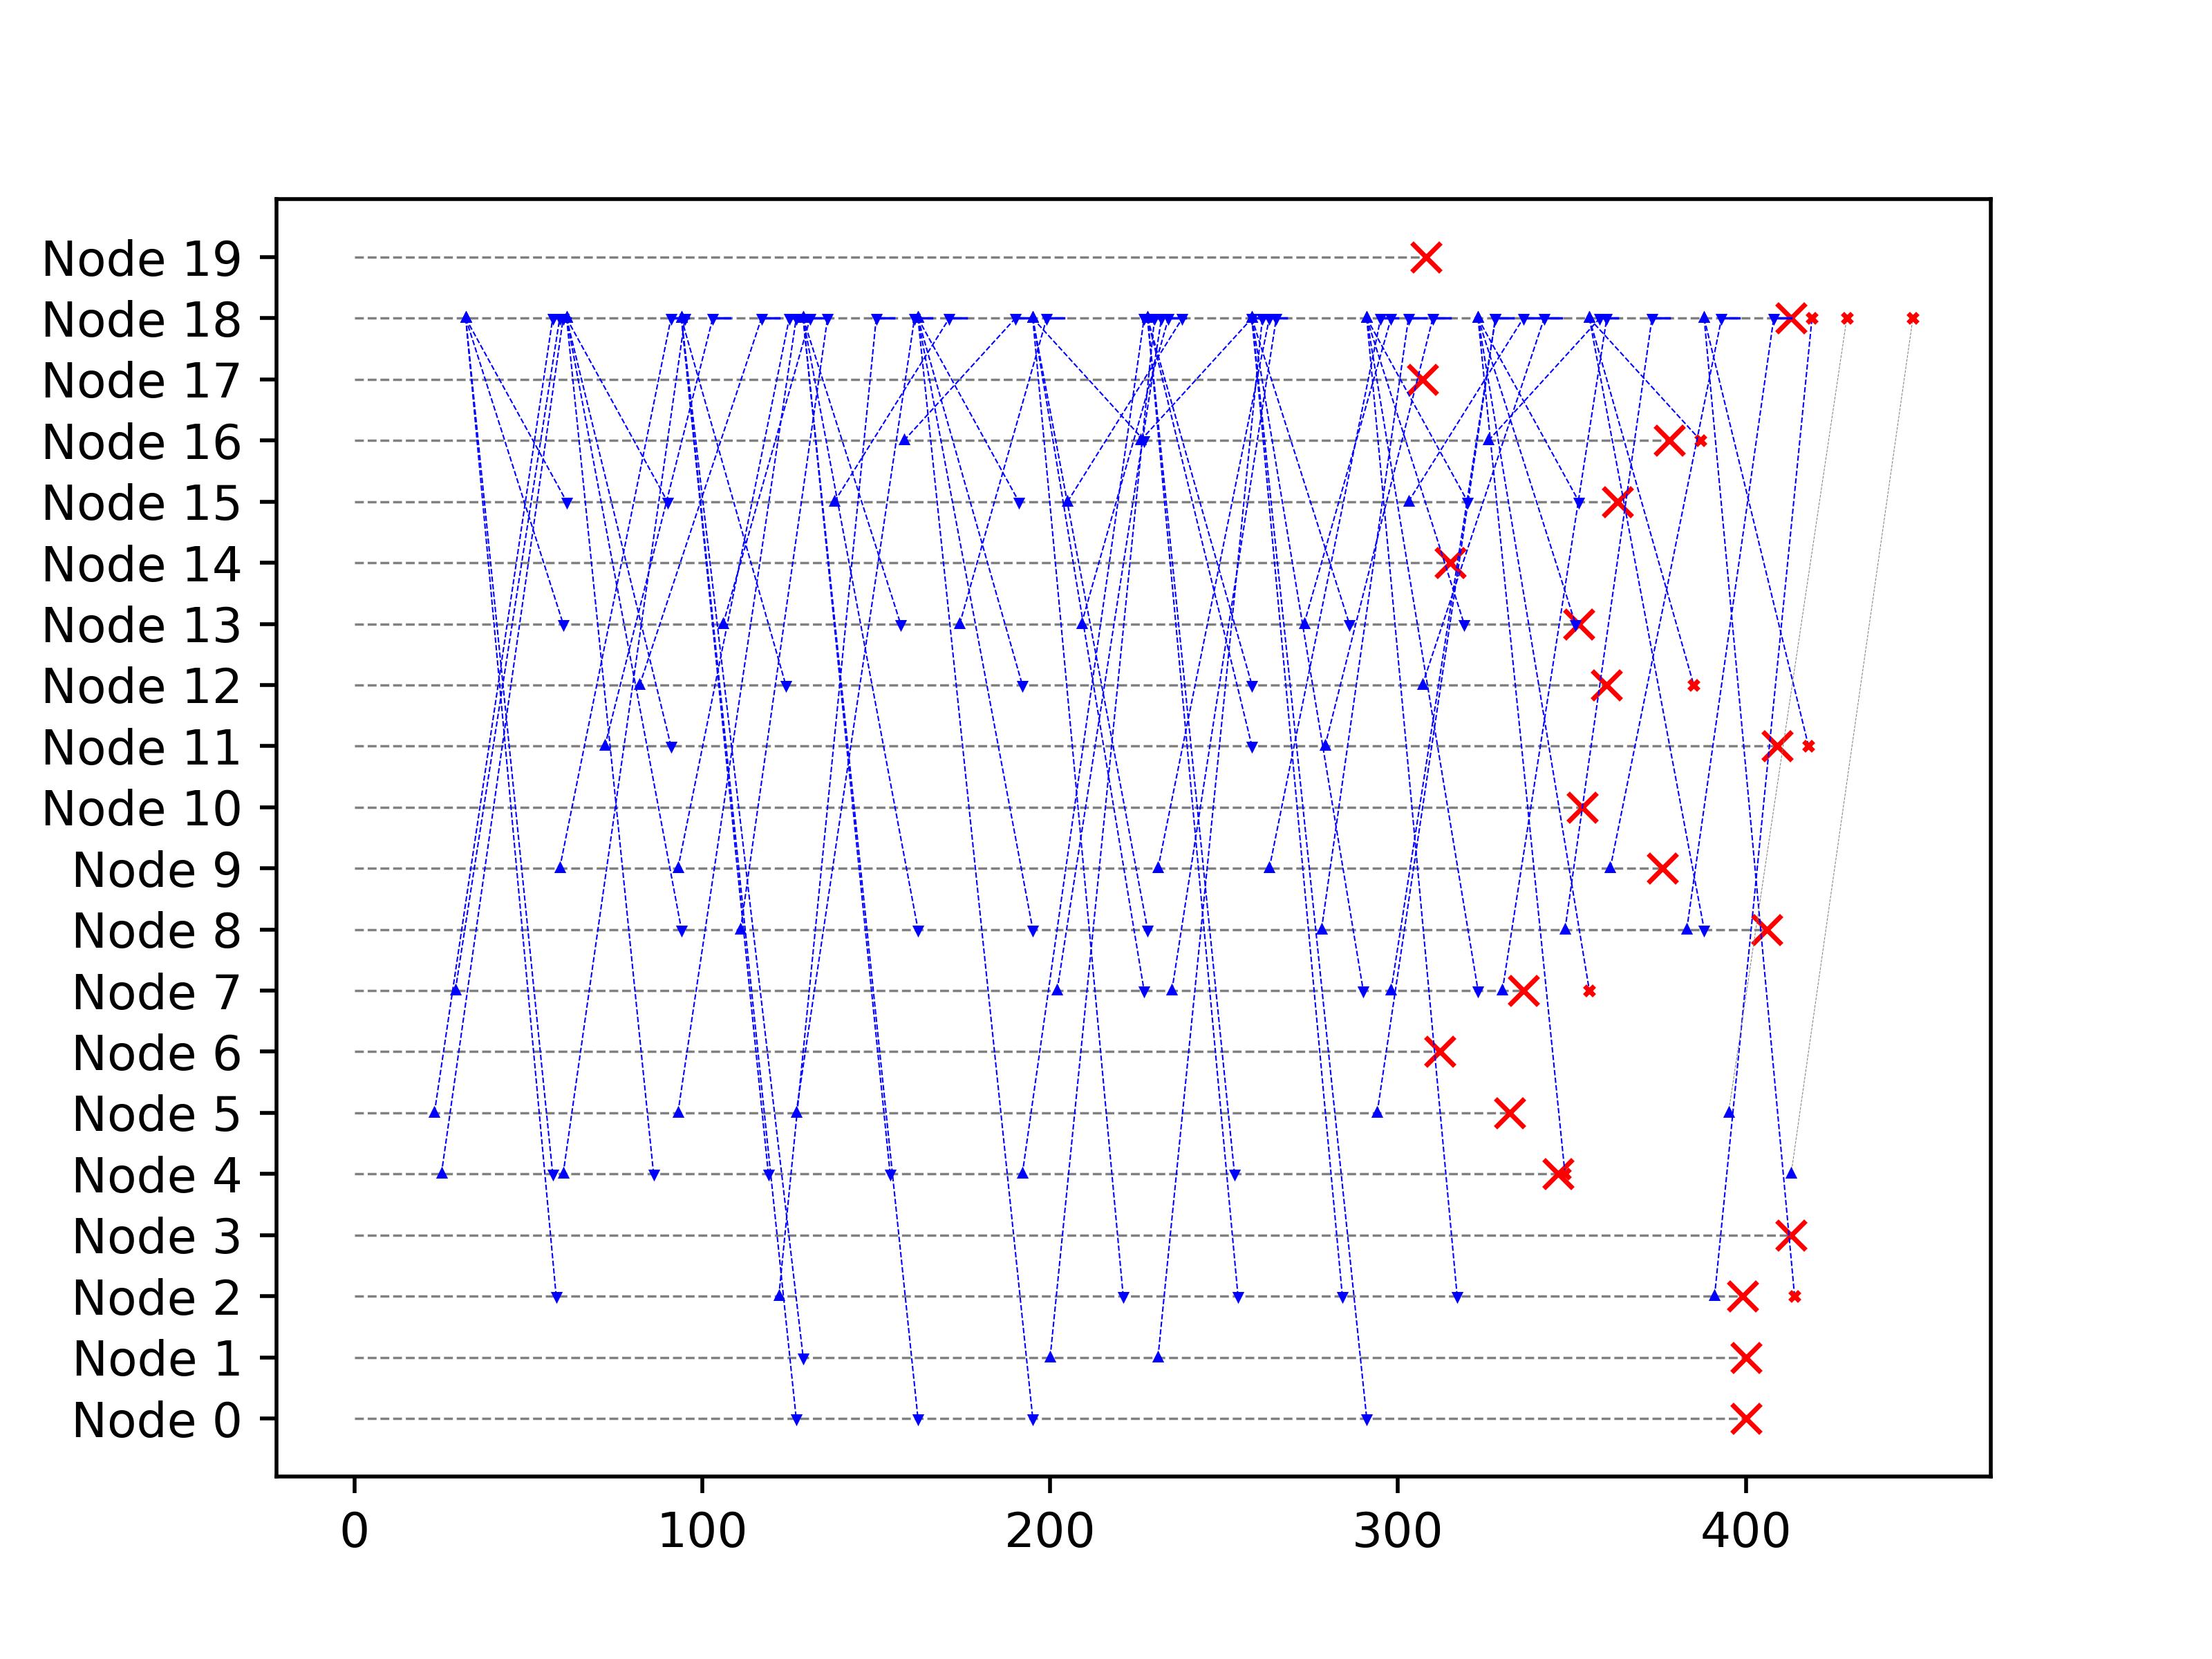 Node 19
Node 18
Node 17
Node 16
Node 15
Node 14
Node 13
Node 12
Node 11
Node 10
Node 9
Node 8
Node 7
Node 6
Node 5
Node 4
Node 3
Node 2
Node 1
Node 0
0 100 200 300 400